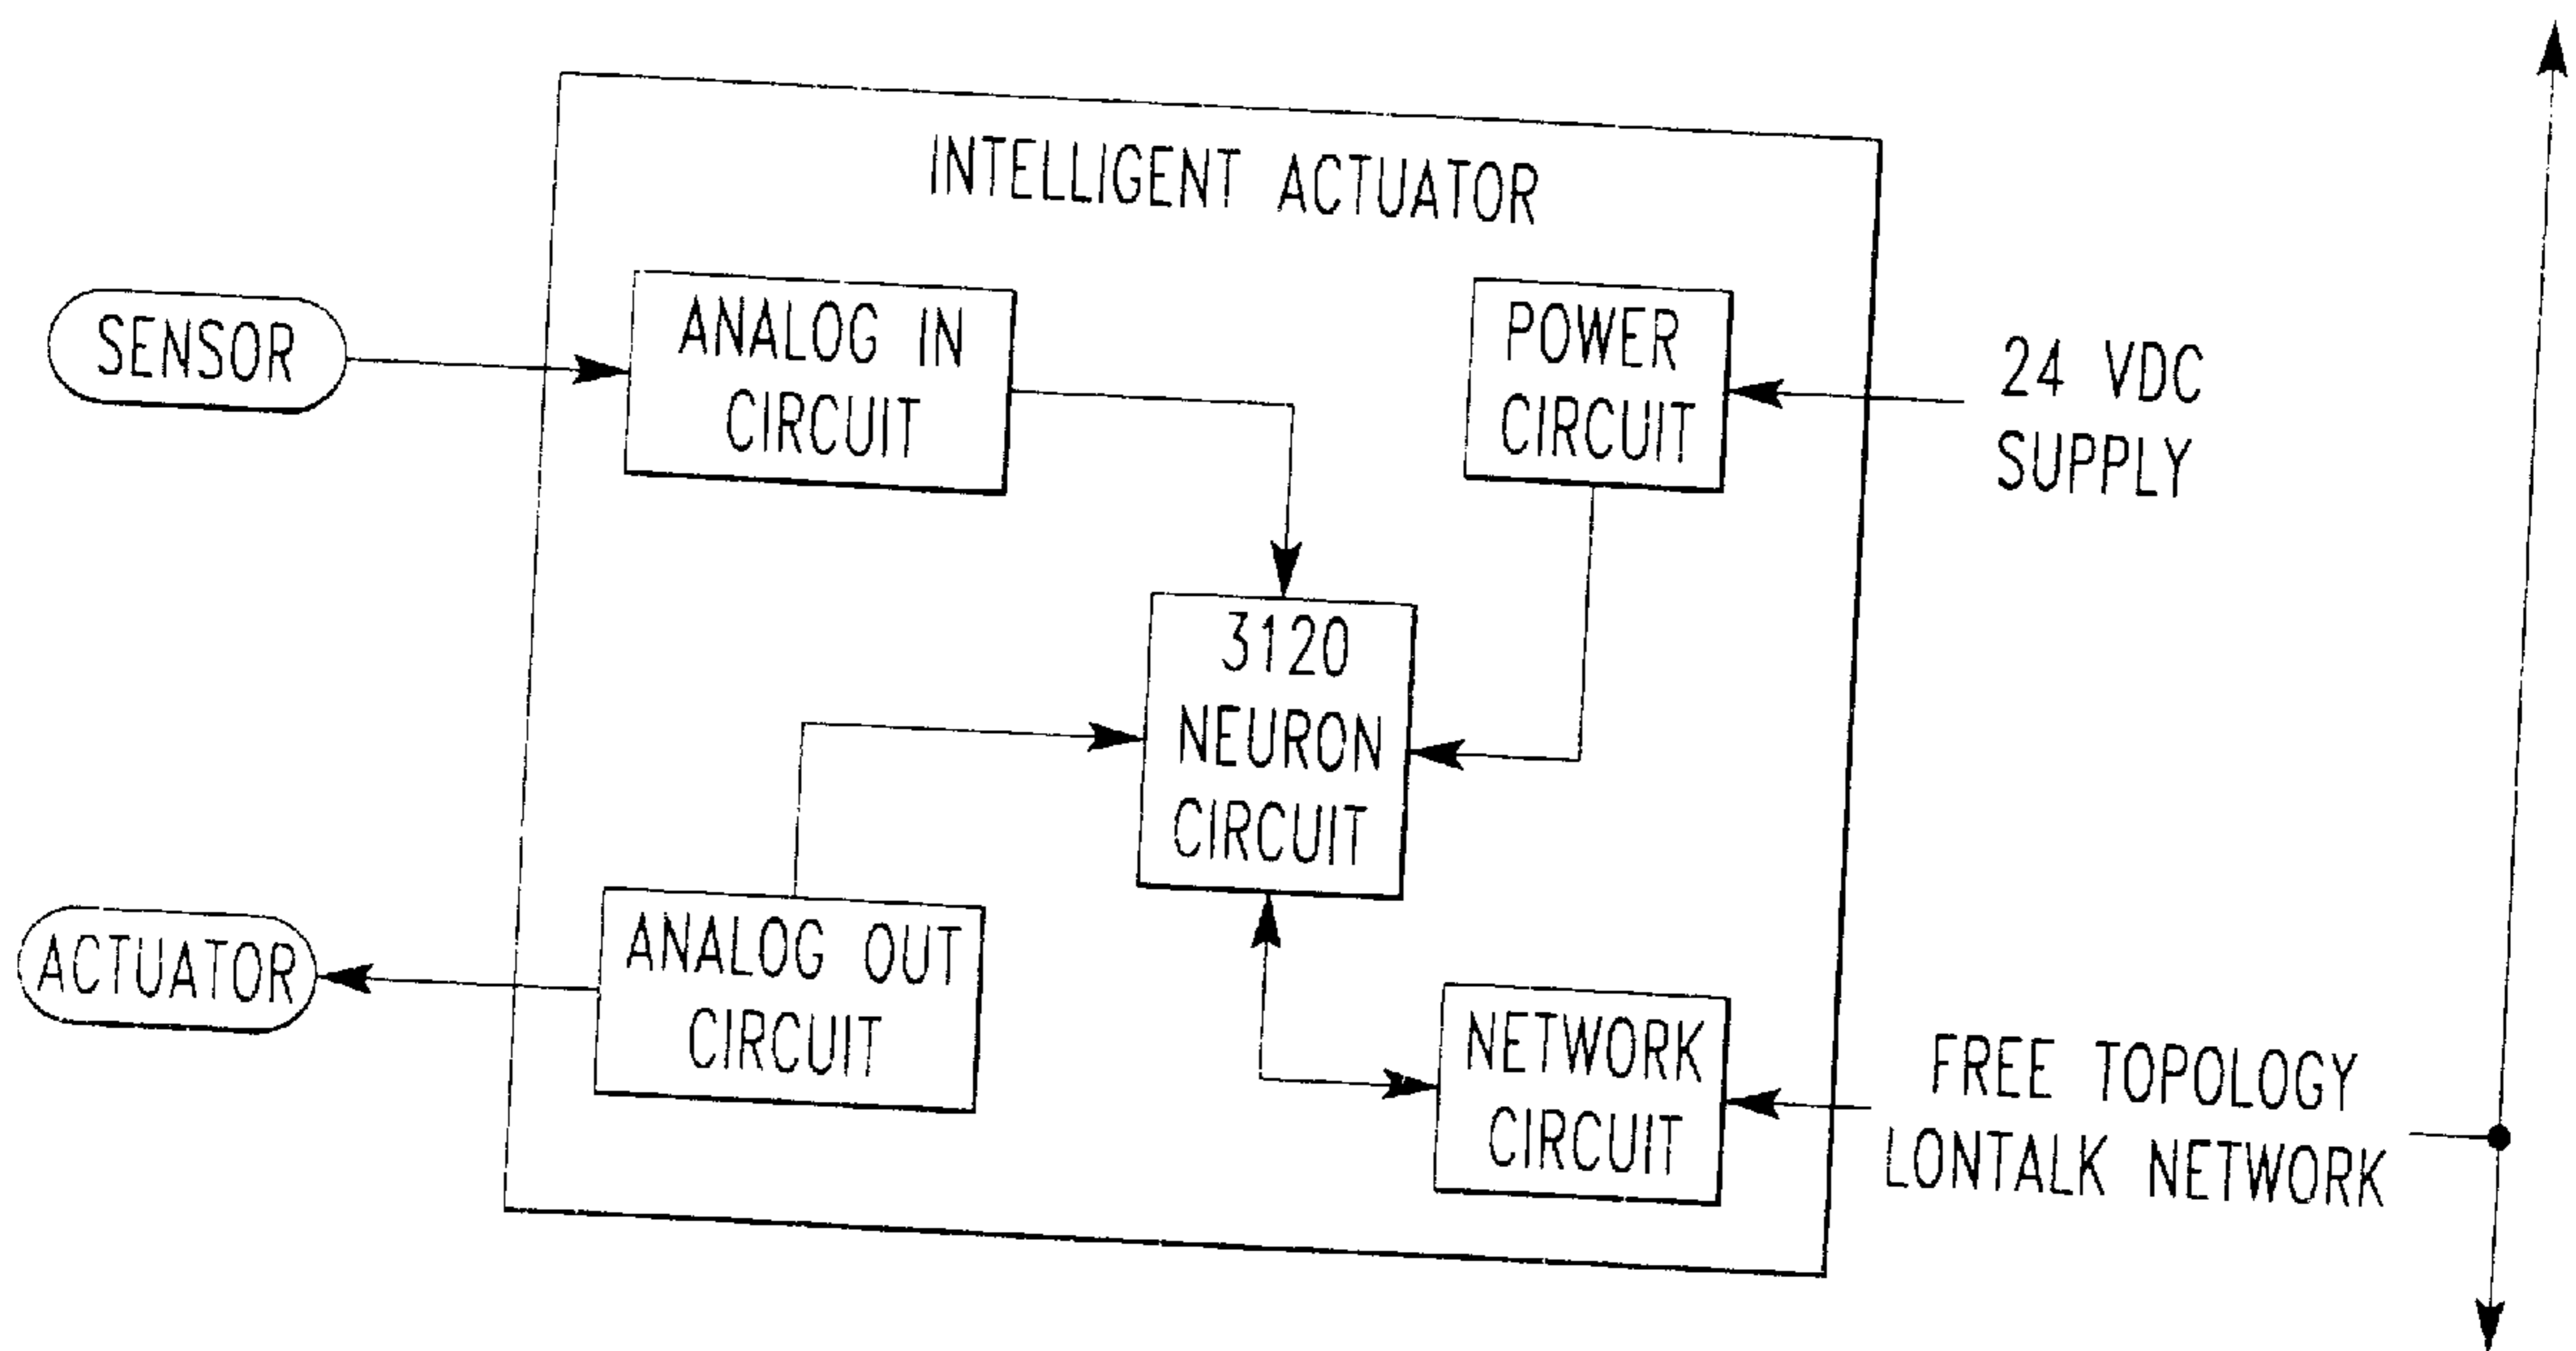 INTELLIGENT ACTUATOR
SENSOR
ANALOG IN
CIRCUIT
POWER
CIRCUIT
24 VDC
SUPPLY
3120
NEURON
CIRCUIT
ACTUATOR
ANALOG OUT
CIRCUIT
NETWORK
CIRCUIT
FREE TOPOLOGY
LONTALK NETWORK